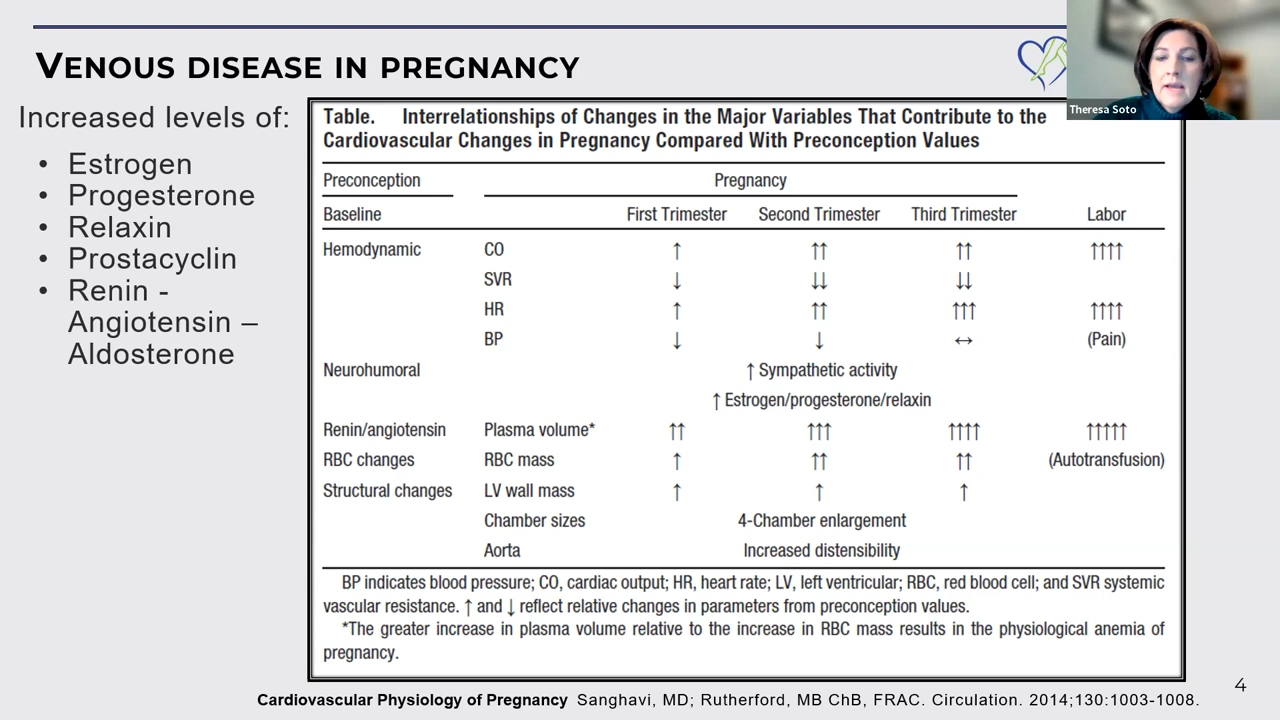 VENOUS DISEASE IN PREGNANCY
Theresa Soto
Increased levels of:
• Estrogen
• Progesterone
• Relaxin
• Prostacyclin
• Renin -
Angiotensin –
Aldosterone
Table. Interrelationships of Changes in the Major Variables That Contribute to the
Cardiovascular Changes in Pregnancy Compared With Preconception Values
Preconception Pregnancy
Baseline First Trimester Second Trimester Third Trimester Labor
Hemodynamic CO ↑ ↑↑ ↑↑ ↑↑↑↑
SVR ↓ ↓↓ ↓↓
HR ↑ ↑↑ ↑↑↑ ↑↑↑↑
BP ↓ ↓ ↔ (Pain)
Neurohumoral ↑ Sympathetic activity
↑ Estrogen/progesterone/relaxin
Renin/angiotensin Plasma volume* ↑↑ ↑↑↑ ↑↑↑↑ ↑↑↑↑↑
RBC changes RBC mass ↑ ↑↑ ↑↑ (Autotransfusion)
Structural changes LV wall mass ↑ ↑ ↑
Chamber sizes 4-Chamber enlargement
Aorta Increased distensibility
BP indicates blood pressure; CO, cardiac output; HR, heart rate; LV, left ventricular; RBC, red blood cell; and SVR systemic
vascular resistance. ↑ and ↓ reflect relative changes in parameters from preconception values.
*The greater increase in plasma volume relative to the increase in RBC mass results in the physiological anemia of
pregnancy.
Cardiovascular Physiology of Pregnancy Sanghavi, MD; Rutherford, MB ChB, FRAC. Circulation. 2014;130:1003-1008.
4